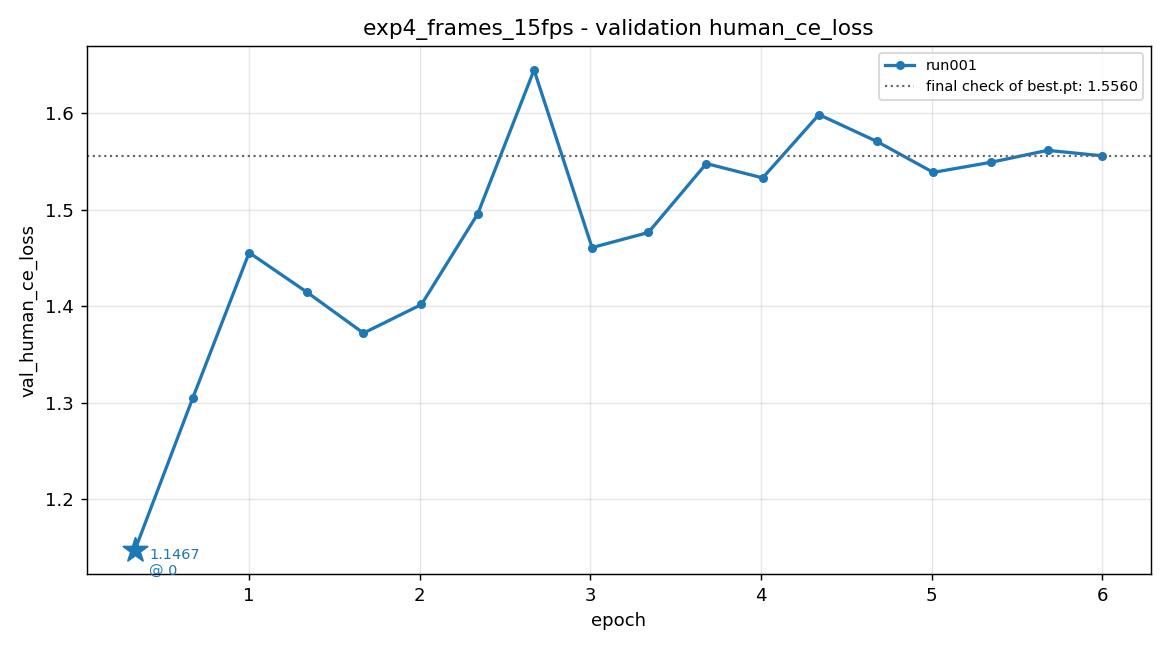 exp4_frames_15fps - validation human_ce_loss
run001
final check of best.pt: 1.5560
val_human_ce_loss
1.6
1.5
1.4
1.3
1.2
1.1467
@ 0
1 2 3 4 5 6
epoch